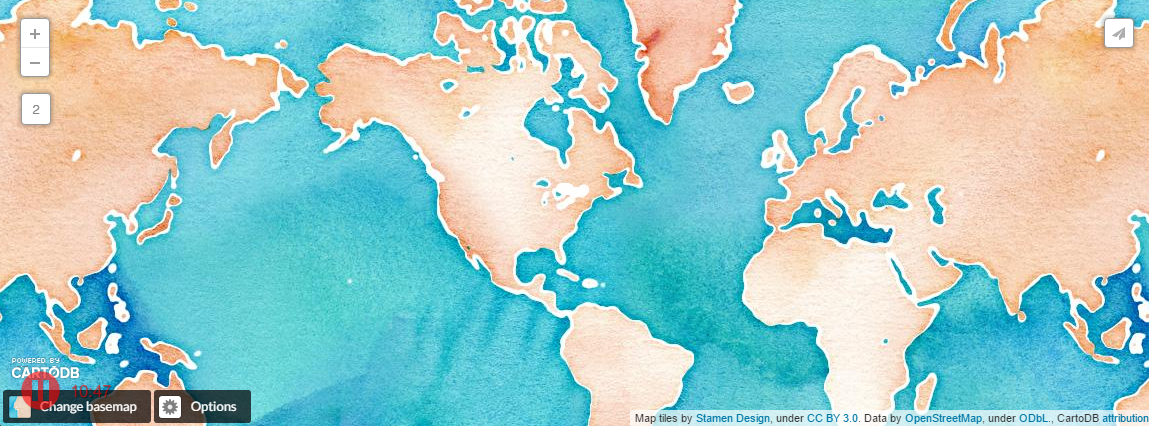 +
−
2
POWERED BY
CARTODB
10:47
Change basemap
Options
Map tiles by Stamen Design, under CC BY 3.0. Data by OpenStreetMap, under ODbL., CartoDB attribution